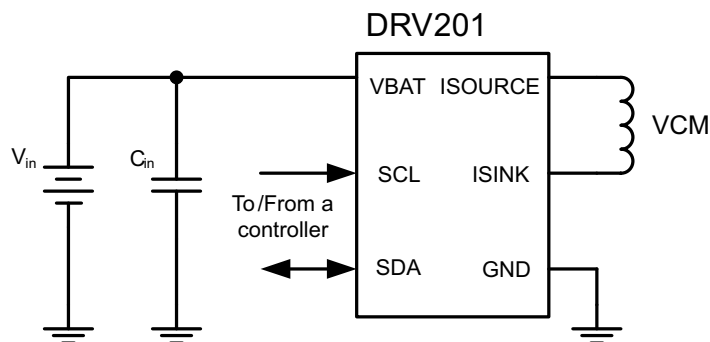 DRV201
VBAT ISOURCE
VCM
Vin
Cin
SCL ISINK
To/From a
controller
SDA GND